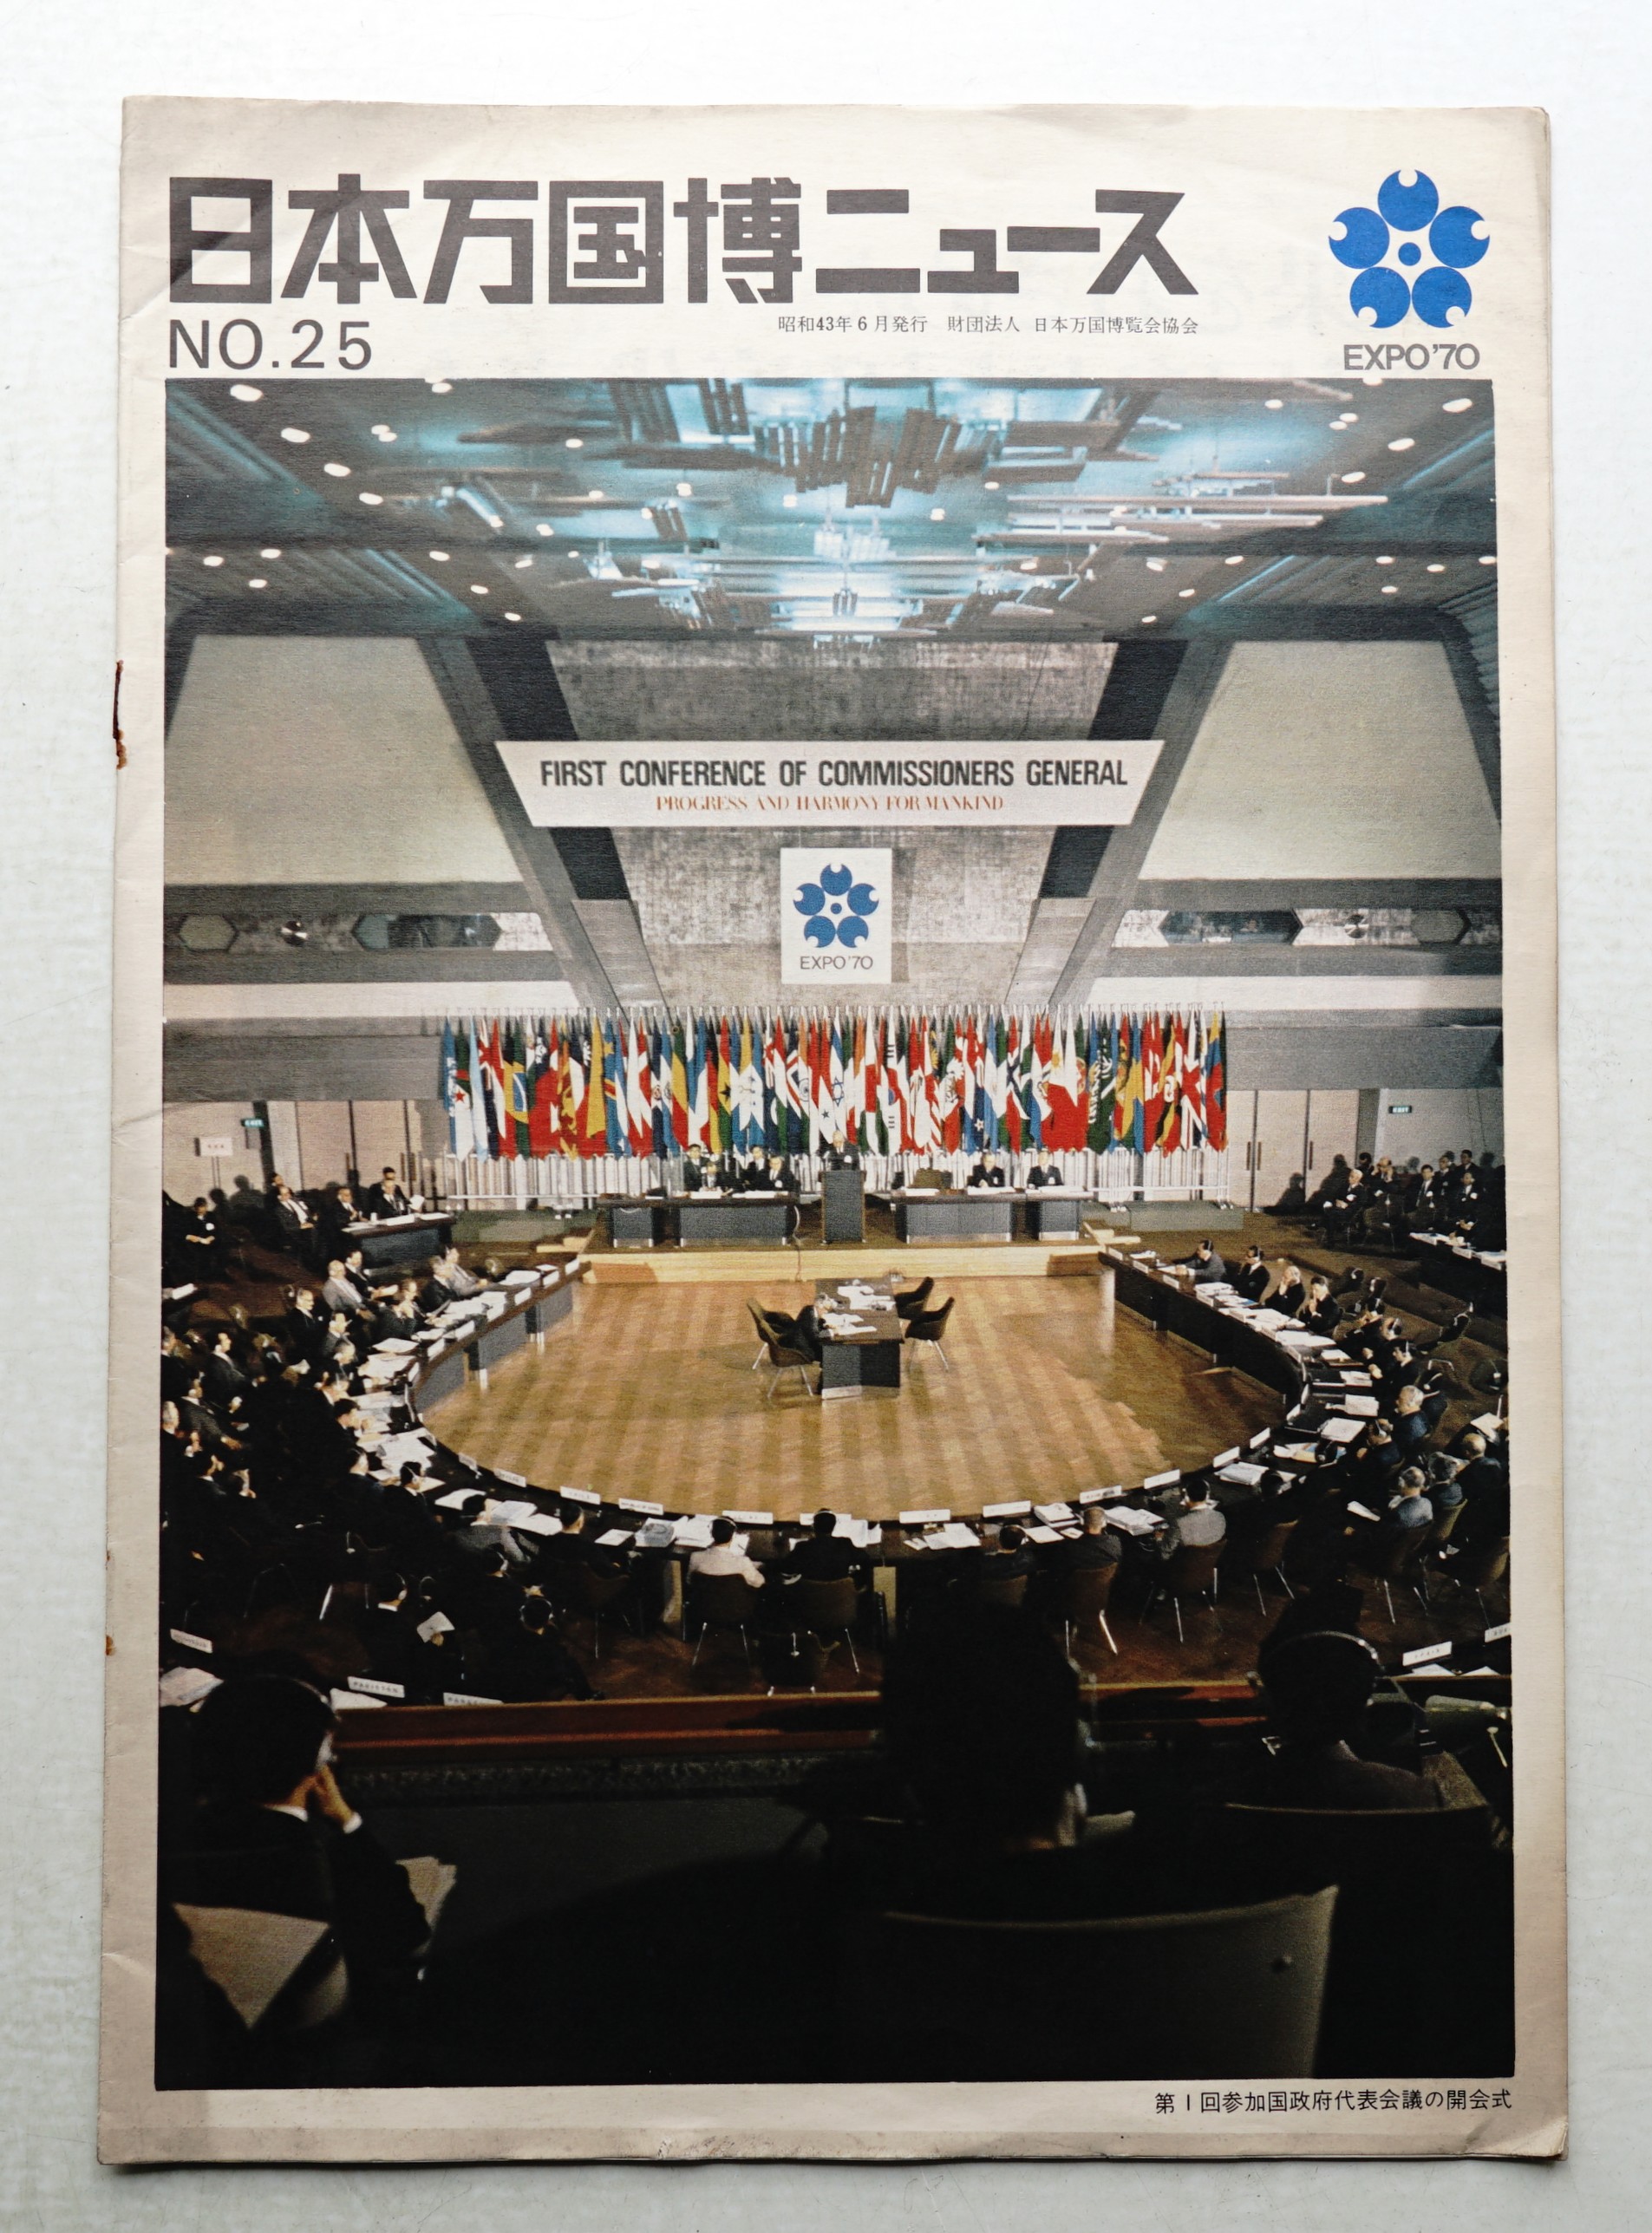 日本万国博ニュース
NO.25
昭和43年6月発行 財団法人 日本万国博覧会協会
EXPO'70
FIRST CONFERENCE OF COMMISSIONERS GENERAL
PROGRESS AND HARMONY FOR MANKIND
EXPO'70
EXIT
PAKISTAN
SPAIN
第1回参加国政府代表会議の開会式